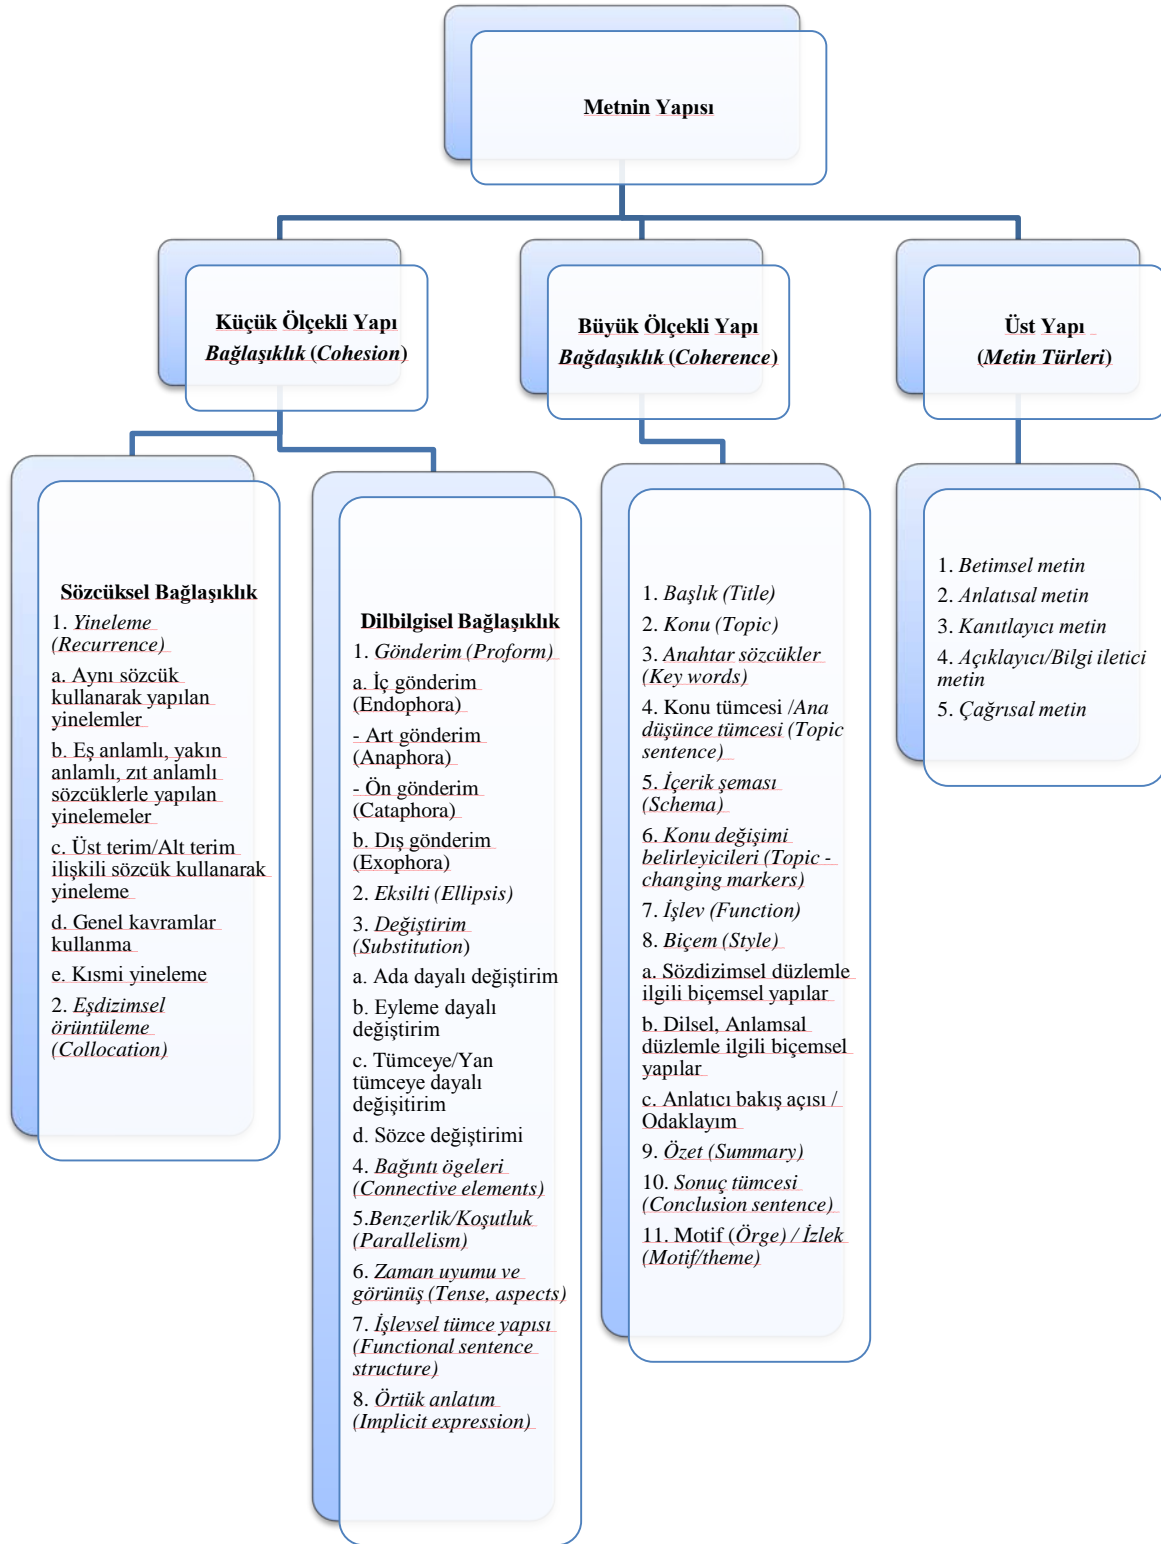 Metnin Yapısı
Küçük Ölçekli Yapı
Bağlaşıklık (Cohesion)
Büyük Ölçekli Yapı
Bağdaşıklık (Coherence)
Üst Yapı
(Metin Türleri)
Sözcüksel Bağlaşıklık
1. Yineleme
(Recurrence)
a. Aynı sözcük
kullanarak yapılan
yinelemler
b. Eş anlamlı, yakın
anlamlı, zıt anlamlı
sözcüklerle yapılan
yinelemeler
c. Üst terim/Alt terim
ilişkili sözcük kullanarak
yineleme
d. Genel kavramlar
kullanma
e. Kısmi yineleme
2. Eşdizimsel
örüntüleme
(Collocation)
Dilbilgisel Bağlaşıklık
1. Gönderim (Proform)
a. İç gönderim
(Endophora)
- Art gönderim
(Anaphora)
- Ön gönderim
(Cataphora)
b. Dış gönderim
(Exophora)
2. Eksilti (Ellipsis)
3. Değiştirim
(Substitution)
a. Ada dayalı değiştirim
b. Eyleme dayalı
değiştirim
c. Tümceye/Yan
tümceye dayalı
değişitirim
d. Sözce değiştirimi
4. Bağıntı ögeleri
(Connective elements)
5.Benzerlik/Koşutluk
(Parallelism)
6. Zaman uyumu ve
görünüş (Tense, aspects)
7. İşlevsel tümce yapısı
(Functional sentence
structure)
8. Örtük anlatım
(Implicit expression)
1. Başlık (Title)
2. Konu (Topic)
3. Anahtar sözcükler
(Key words)
4. Konu tümcesi /Ana
düşünce tümcesi (Topic
sentence)
5. İçerik şeması
(Schema)
6. Konu değişimi
belirleyicileri (Topic -
changing markers)
7. İşlev (Function)
8. Biçem (Style)
a. Sözdizimsel düzlemle
ilgili biçemsel yapılar
b. Dilsel, Anlamsal
düzlemle ilgili biçemsel
yapılar
c. Anlatıcı bakış açısı /
Odaklayım
9. Özet (Summary)
10. Sonuç tümcesi
(Conclusion sentence)
11. Motif (Örge) / İzlek
(Motif/theme)
1. Betimsel metin
2. Anlatısal metin
3. Kanıtlayıcı metin
4. Açıklayıcı/Bilgi iletici
metin
5. Çağrısal metin